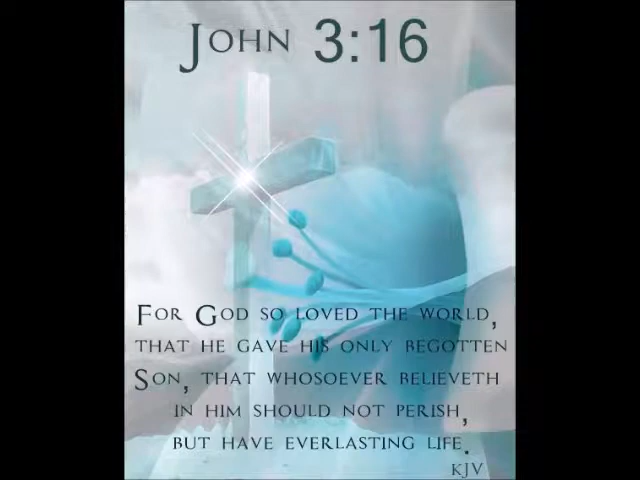 John 3:16
For God so loved the world,
that he gave his only begotten
Son, that whosoever believeth
in him should not perish,
but have everlasting life.
KJV